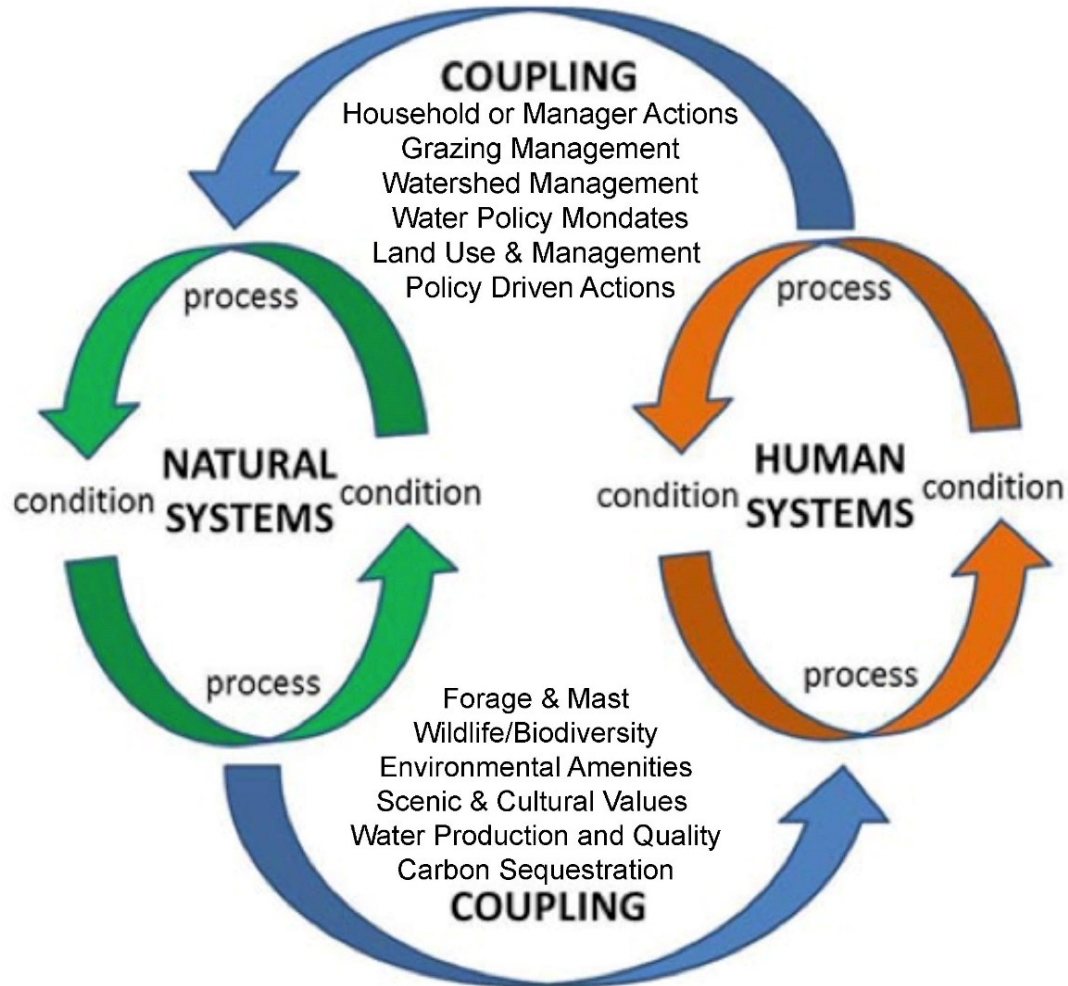 COUPLING
Household or Manager Actions
Grazing Management
Watershed Management
Water Policy Mondates
Land Use & Management
Policy Driven Actions
process
process
NATURAL
SYSTEMS
condition
condition
HUMAN
SYSTEMS
condition
condition
process
process
Forage & Mast
Wildlife/Biodiversity
Environmental Amenities
Scenic & Cultural Values
Water Production and Quality
Carbon Sequestration
COUPLING